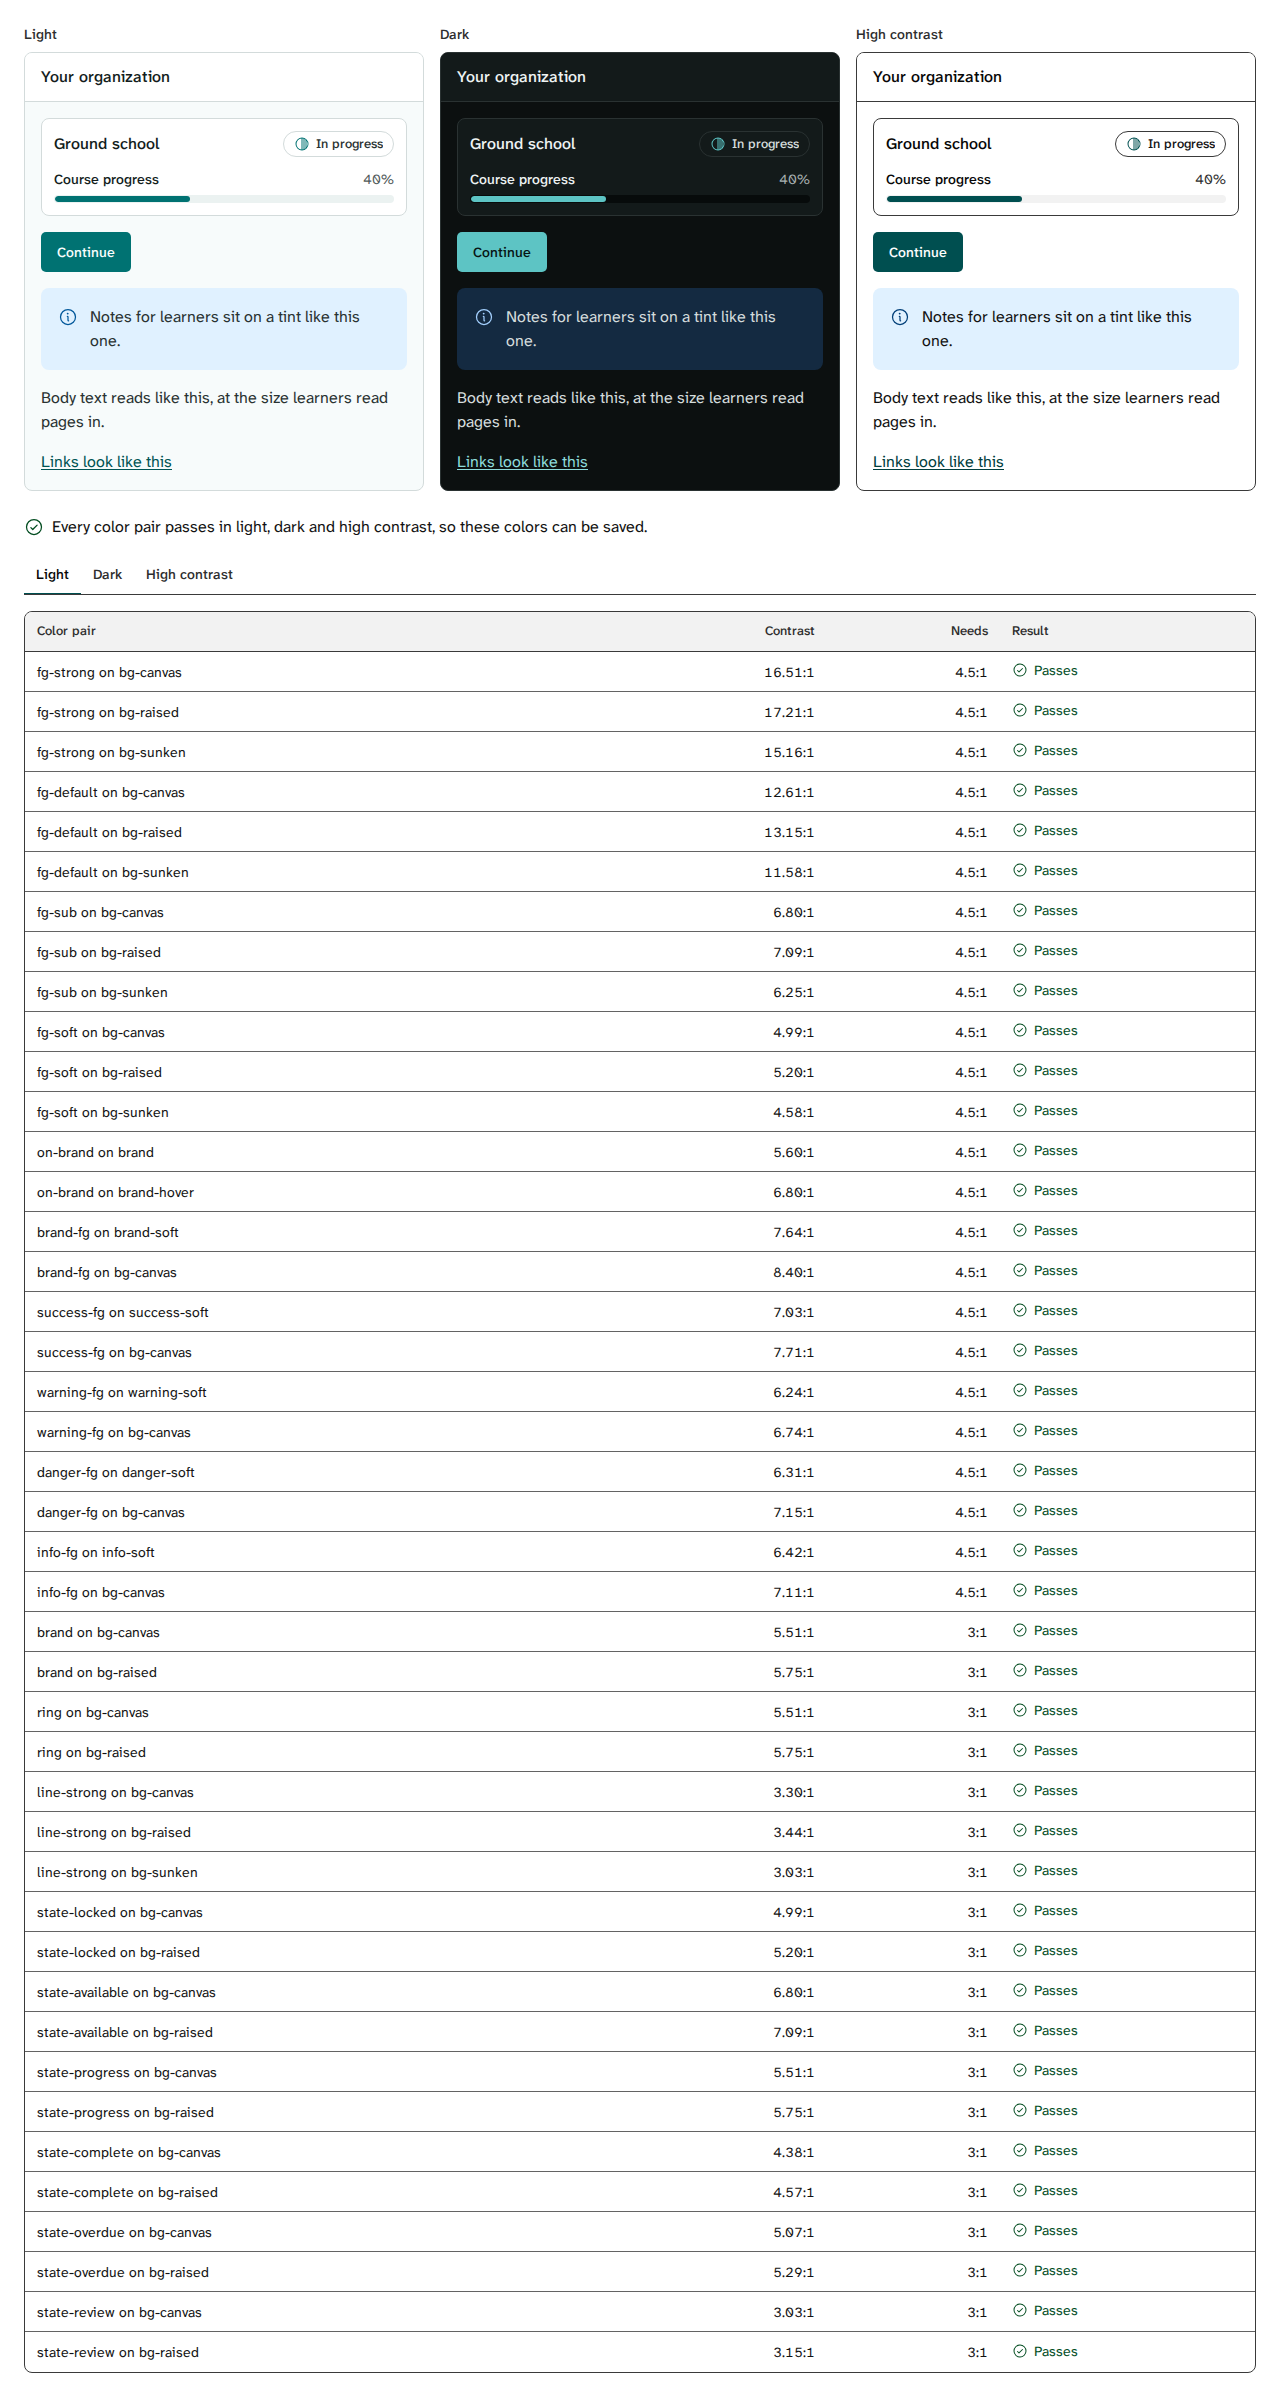 Light
Your organization
Ground school
In progress
Course progress 40%
Continue
Notes for learners sit on a tint like this
one.
Body text reads like this, at the size learners read
pages in.
Links look like this
Dark
Your organization
Ground school
In progress
Course progress 40%
Continue
Notes for learners sit on a tint like this
one.
Body text reads like this, at the size learners read
pages in.
Links look like this
High contrast
Your organization
Ground school
In progress
Course progress 40%
Continue
Notes for learners sit on a tint like this
one.
Body text reads like this, at the size learners read
pages in.
Links look like this
Every color pair passes in light, dark and high contrast, so these colors can be saved.
Light Dark High contrast
Color pair Contrast Needs Result
fg-strong on bg-canvas 16.51:1 4.5:1 Passes
fg-strong on bg-raised 17.21:1 4.5:1 Passes
fg-strong on bg-sunken 15.16:1 4.5:1 Passes
fg-default on bg-canvas 12.61:1 4.5:1 Passes
fg-default on bg-raised 13.15:1 4.5:1 Passes
fg-default on bg-sunken 11.58:1 4.5:1 Passes
fg-sub on bg-canvas 6.80:1 4.5:1 Passes
fg-sub on bg-raised 7.09:1 4.5:1 Passes
fg-sub on bg-sunken 6.25:1 4.5:1 Passes
fg-soft on bg-canvas 4.99:1 4.5:1 Passes
fg-soft on bg-raised 5.20:1 4.5:1 Passes
fg-soft on bg-sunken 4.58:1 4.5:1 Passes
on-brand on brand 5.60:1 4.5:1 Passes
on-brand on brand-hover 6.80:1 4.5:1 Passes
brand-fg on brand-soft 7.64:1 4.5:1 Passes
brand-fg on bg-canvas 8.40:1 4.5:1 Passes
success-fg on success-soft 7.03:1 4.5:1 Passes
success-fg on bg-canvas 7.71:1 4.5:1 Passes
warning-fg on warning-soft 6.24:1 4.5:1 Passes
warning-fg on bg-canvas 6.74:1 4.5:1 Passes
danger-fg on danger-soft 6.31:1 4.5:1 Passes
danger-fg on bg-canvas 7.15:1 4.5:1 Passes
info-fg on info-soft 6.42:1 4.5:1 Passes
info-fg on bg-canvas 7.11:1 4.5:1 Passes
brand on bg-canvas 5.51:1 3:1 Passes
brand on bg-raised 5.75:1 3:1 Passes
ring on bg-canvas 5.51:1 3:1 Passes
ring on bg-raised 5.75:1 3:1 Passes
line-strong on bg-canvas 3.30:1 3:1 Passes
line-strong on bg-raised 3.44:1 3:1 Passes
line-strong on bg-sunken 3.03:1 3:1 Passes
state-locked on bg-canvas 4.99:1 3:1 Passes
state-locked on bg-raised 5.20:1 3:1 Passes
state-available on bg-canvas 6.80:1 3:1 Passes
state-available on bg-raised 7.09:1 3:1 Passes
state-progress on bg-canvas 5.51:1 3:1 Passes
state-progress on bg-raised 5.75:1 3:1 Passes
state-complete on bg-canvas 4.38:1 3:1 Passes
state-complete on bg-raised 4.57:1 3:1 Passes
state-overdue on bg-canvas 5.07:1 3:1 Passes
state-overdue on bg-raised 5.29:1 3:1 Passes
state-review on bg-canvas 3.03:1 3:1 Passes
state-review on bg-raised 3.15:1 3:1 Passes